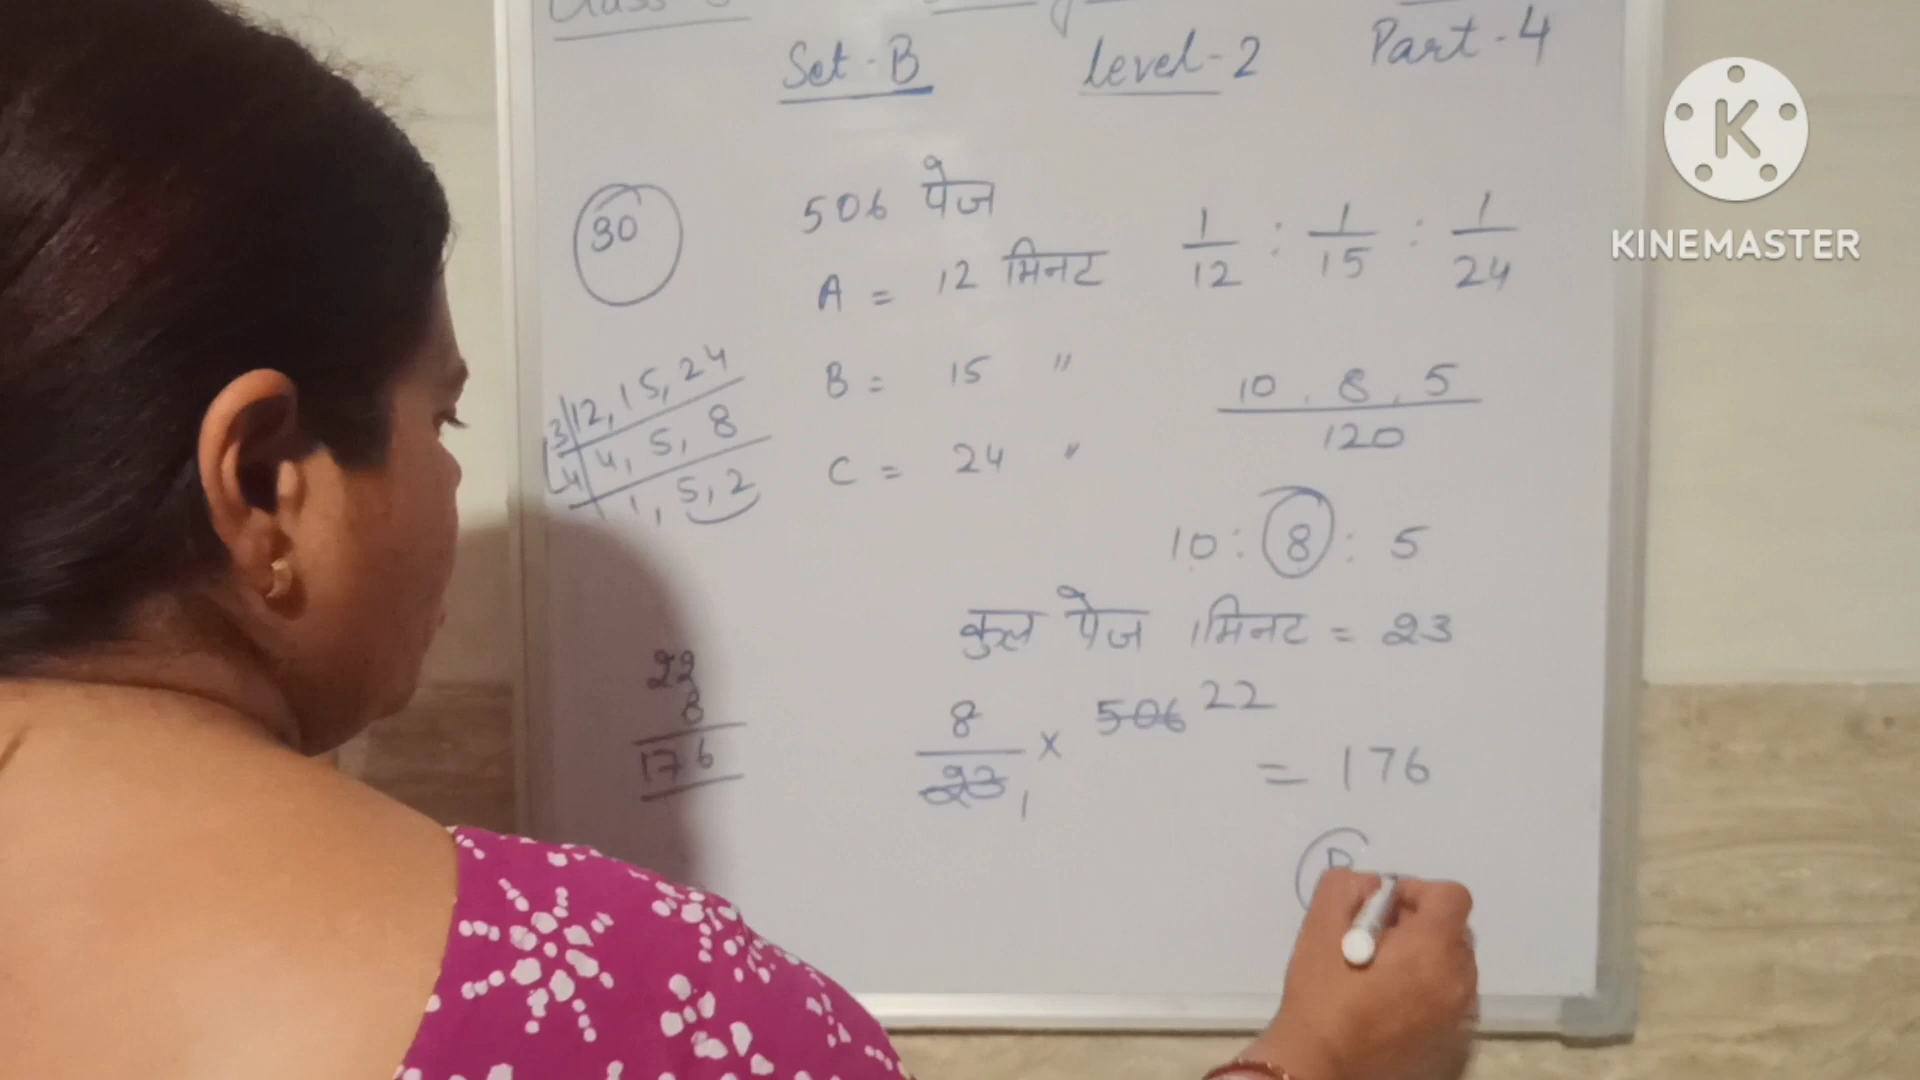 Set - B level - 2 Part - 4
30
506 पेज
A = 12 मिनट
B = 15 "
C = 24 "
1/12 : 1/15 : 1/24
10, 8, 5
120
10 : 8 : 5
3 | 12, 15, 24
4 | 4, 5, 8
1, 5, 2
कुल पेज 1मिनट = 23
8/23 1 × 506 22 = 176
22
8
176
K
KINEMASTER